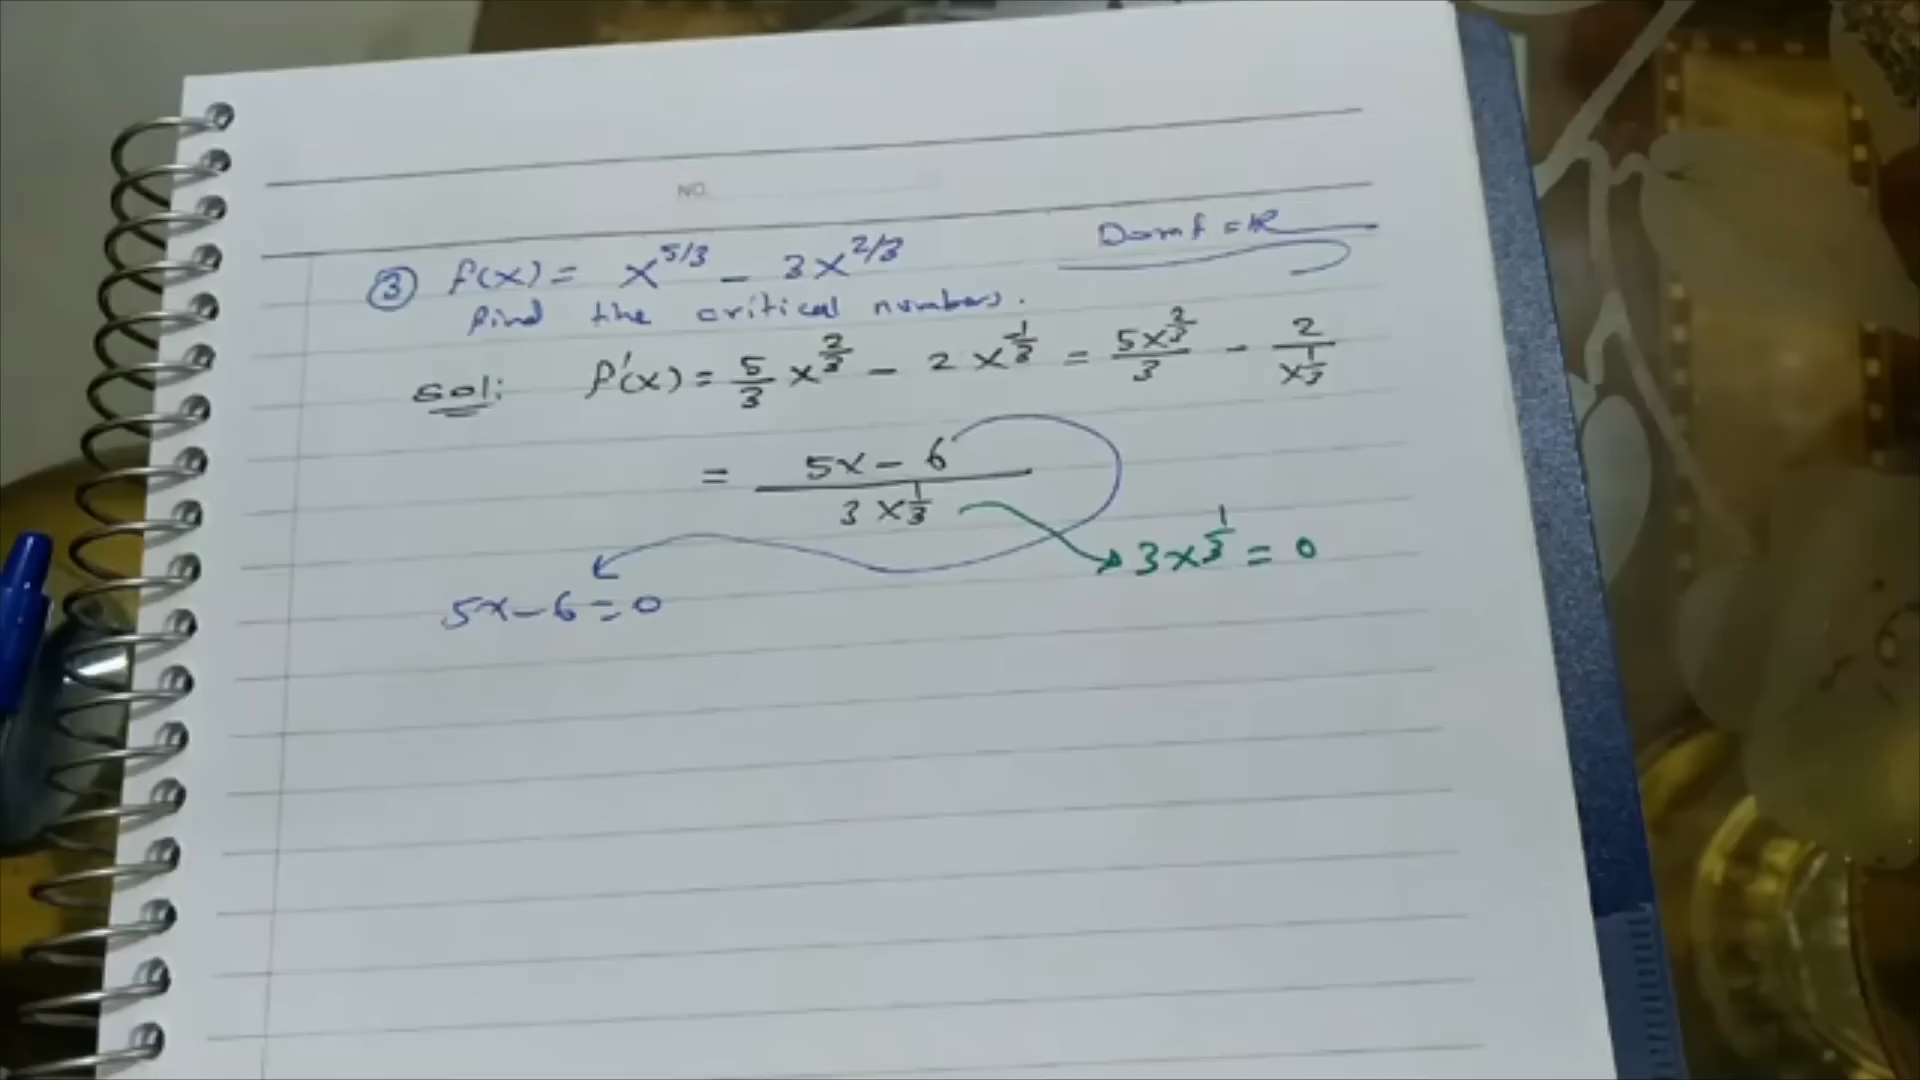 NO.
Domf = ℝ
③ f(x) = x^5/3 - 3x^2/3
find the critical numbers.
sol: f'(x) = 5/3 x^2/3 - 2x^-1/3 = 5x^2/3 / 3 - 2 / x^1/3
= 5x - 6 / 3x^1/3
3x^1/3 = 0
5x - 6 = 0